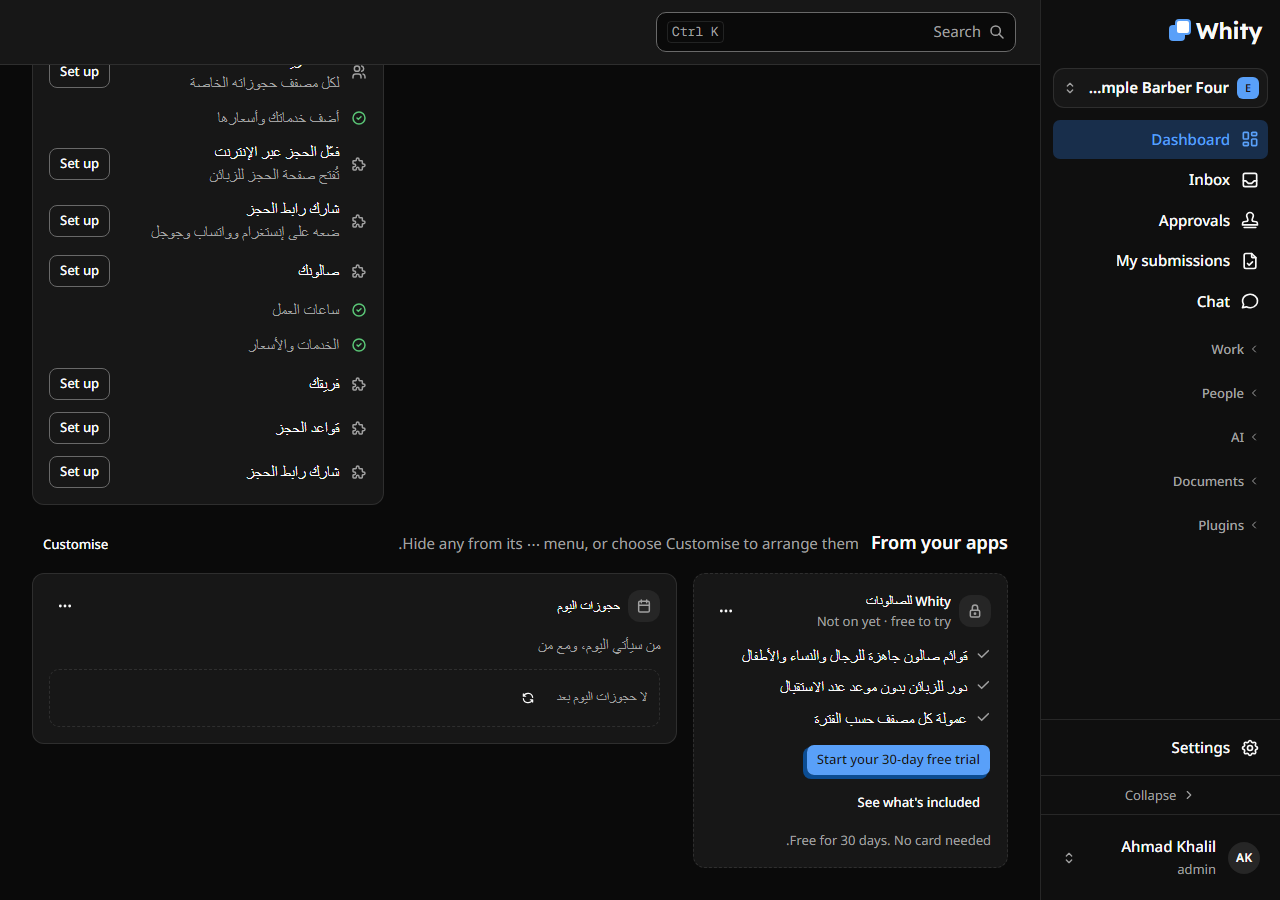 Whity
Search
Ctrl K
...mple Barber Four
E
Dashboard
Inbox
Approvals
My submissions
Chat
Work
People
AI
Documents
Plugins
Settings
Collapse
Ahmad Khalil
admin
AK
Set up
لكل مصفف حجوزاته الخاصة
أضف خدماتك وأسعارها
فعّل الحجز عبر الإنترنت
تُفتح صفحة الحجز للزبائن
Set up
شارك رابط الحجز
ضعه على إنستغرام وواتساب وجوجل
Set up
صالونك
Set up
ساعات العمل
الخدمات والأسعار
فريقك
Set up
قواعد الحجز
Set up
شارك رابط الحجز
Set up
From your apps
.Hide any from its ··· menu, or choose Customise to arrange them
Customise
Whity للصالونات
Not on yet · free to try
قوائم صالون جاهزة للرجال والنساء والأطفال
دور للزبائن بدون موعد عند الاستقبال
عمولة كل مصفف حسب الفترة
Start your 30-day free trial
See what's included
.Free for 30 days. No card needed
حجوزات اليوم
من سيأتي اليوم، ومع من
لا حجوزات اليوم بعد